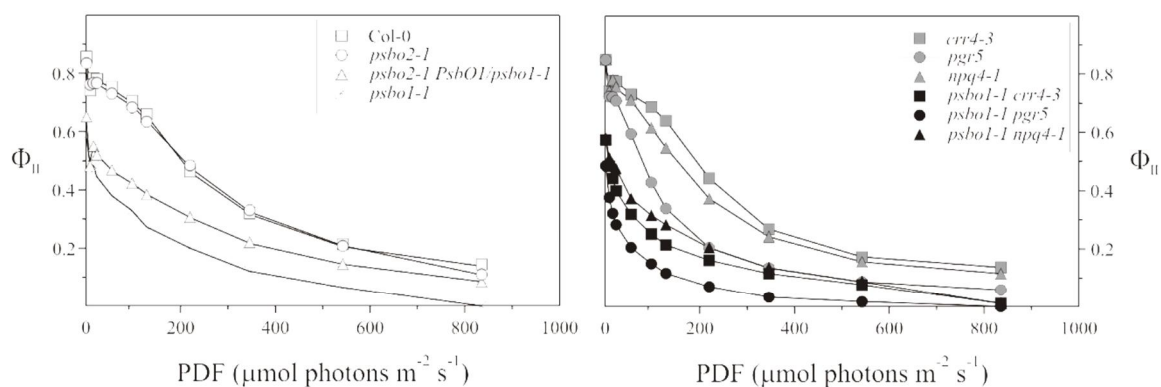 Col-0
psbo2-1
psbo2-1 PsbO1/psbo1-1
psbo1-1
0.8
0.6
0.4
0.2
Φ_II
0 200 400 600 800 1000
PDF (μmol photons m⁻² s⁻¹)
crr4-3
pgr5
npq4-1
psbo1-1 crr4-3
psbo1-1 pgr5
psbo1-1 npq4-1
0.8
0.6
0.4
0.2
Φ_II
0 200 400 600 800 1000
PDF (μmol photons m⁻² s⁻¹)